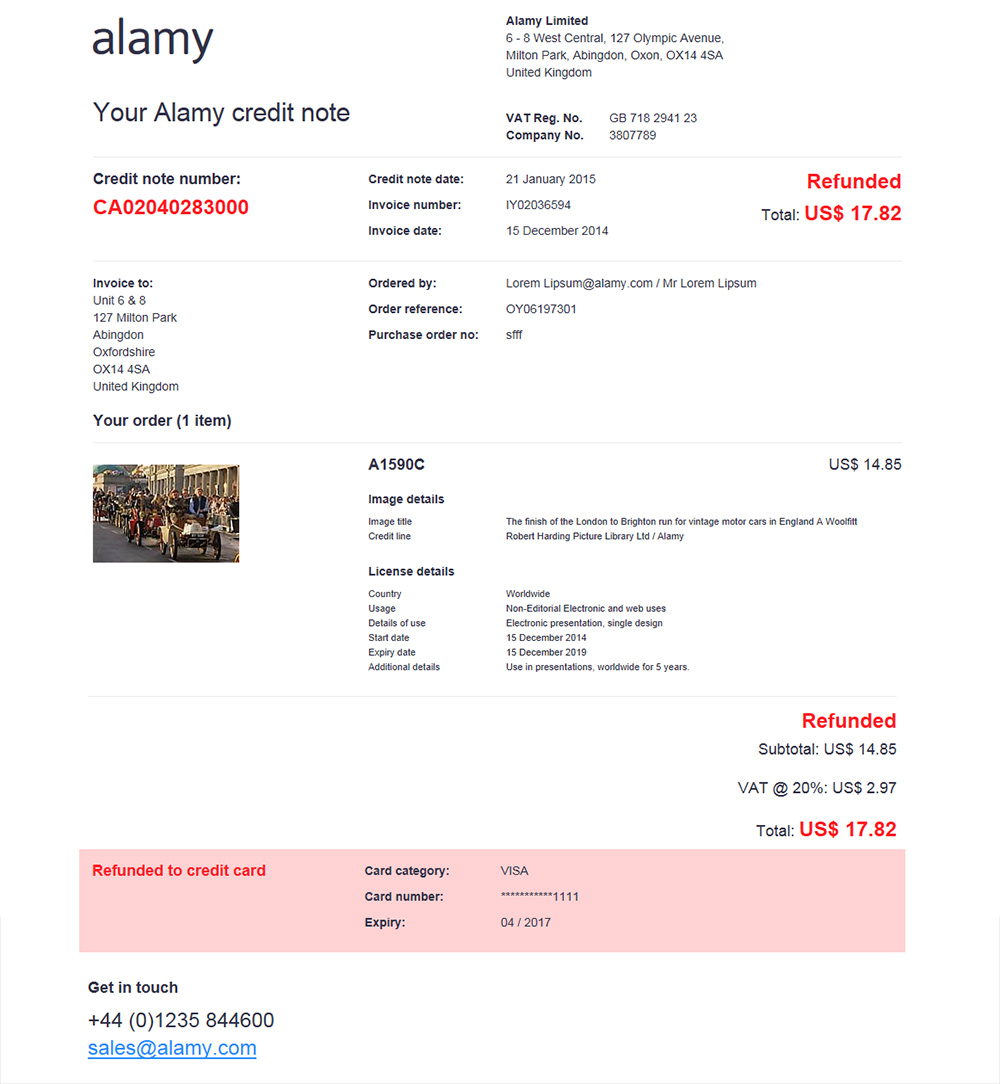 alamy
Alamy Limited
6 - 8 West Central, 127 Olympic Avenue,
Milton Park, Abingdon, Oxon, OX14 4SA
United Kingdom
Your Alamy credit note
VAT Reg. No. GB 718 2941 23
Company No. 3807789
Credit note number:
CA02040283000
Credit note date: 21 January 2015
Invoice number: IY02036594
Invoice date: 15 December 2014
Refunded
Total: US$ 17.82
Invoice to:
Unit 6 & 8
127 Milton Park
Abingdon
Oxfordshire
OX14 4SA
United Kingdom
Ordered by: Lorem Lipsum@alamy.com / Mr Lorem Lipsum
Order reference: OY06197301
Purchase order no: sfff
Your order (1 item)
A1590C US$ 14.85
Image details
Image title The finish of the London to Brighton run for vintage motor cars in England A Woolfitt
Credit line Robert Harding Picture Library Ltd / Alamy
License details
Country Worldwide
Usage Non-Editorial Electronic and web uses
Details of use Electronic presentation, single design
Start date 15 December 2014
Expiry date 15 December 2019
Additional details Use in presentations, worldwide for 5 years.
Refunded
Subtotal: US$ 14.85
VAT @ 20%: US$ 2.97
Total: US$ 17.82
Refunded to credit card
Card category: VISA
Card number: ***********1111
Expiry: 04 / 2017
Get in touch
+44 (0)1235 844600
sales@alamy.com